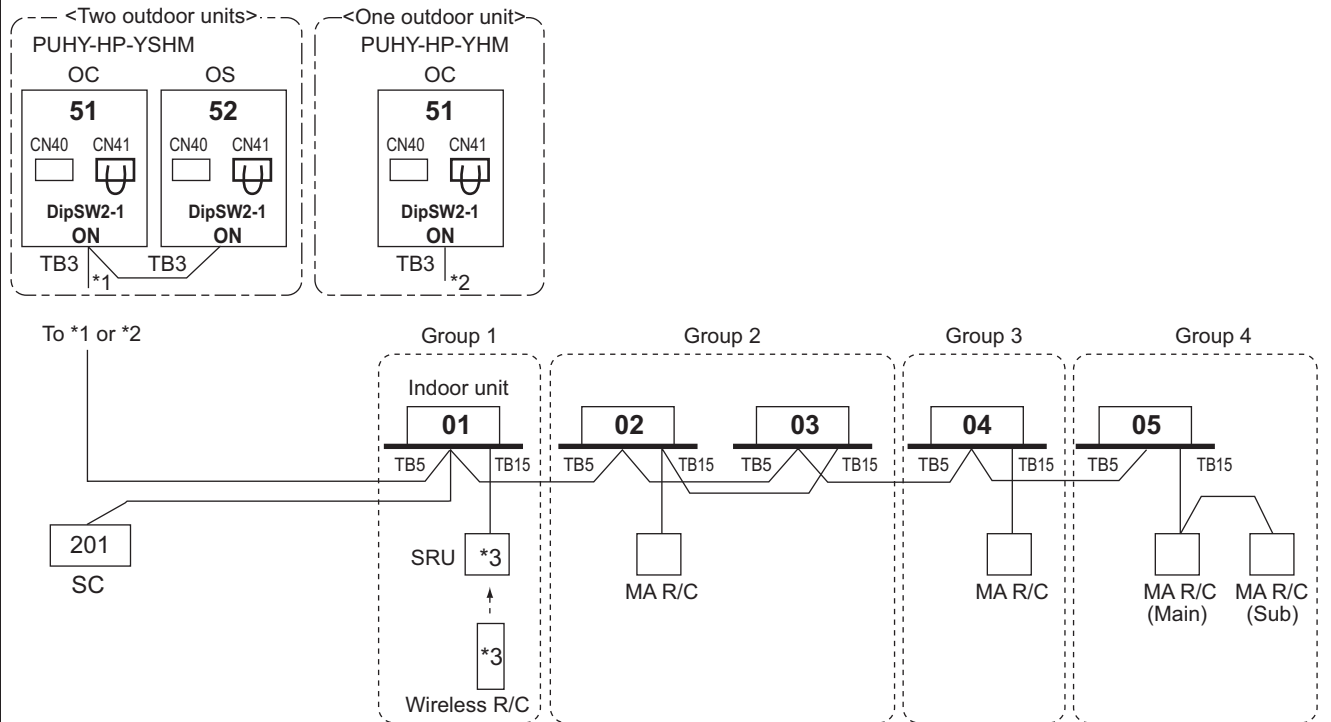 <Two outdoor units> <One outdoor unit>
PUHY-HP-YSHM PUHY-HP-YHM
OC OS OC
51 52 51
CN40 CN41 CN40 CN41 CN40 CN41
DipSW2-1 DipSW2-1 DipSW2-1
ON ON ON
TB3 TB3 TB3
*1 *2
To *1 or *2 Group 1 Group 2 Group 3 Group 4
Indoor unit
01 02 03 04 05
TB5 TB15 TB5 TB15 TB5 TB15 TB5 TB15 TB5 TB15
201 SRU *3
SC MA R/C MA R/C MA R/C MA R/C
(Main) (Sub)
*3
Wireless R/C